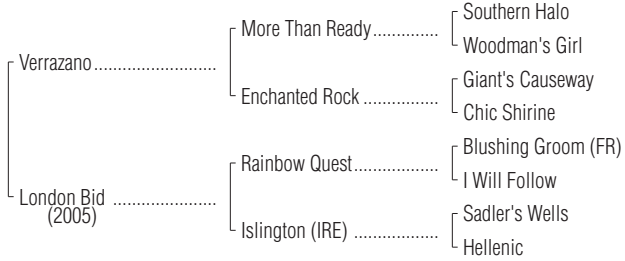 Southern Halo
More Than Ready..............
Woodman's Girl
Verrazano..........................
Giant's Causeway
Enchanted Rock ................
Chic Shirine
Blushing Groom (FR)
Rainbow Quest..................
I Will Follow
London Bid ......................
(2005)
Sadler's Wells
Islington (IRE) ..................
Hellenic